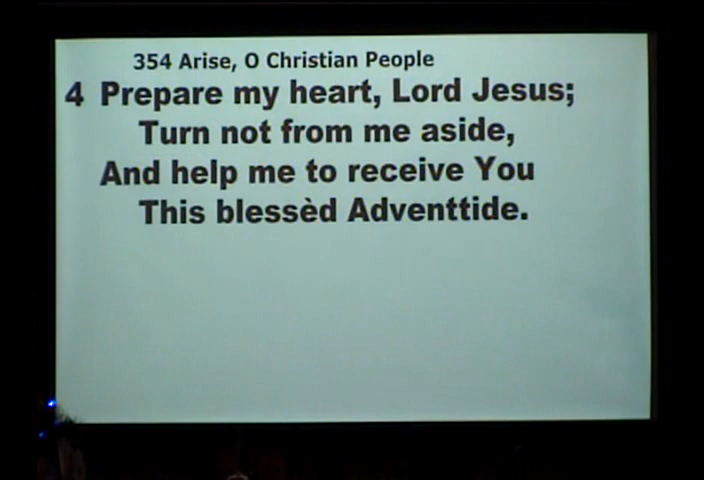 354 Arise, O Christian People
4 Prepare my heart, Lord Jesus;
Turn not from me aside,
And help me to receive You
This blessèd Adventtide.